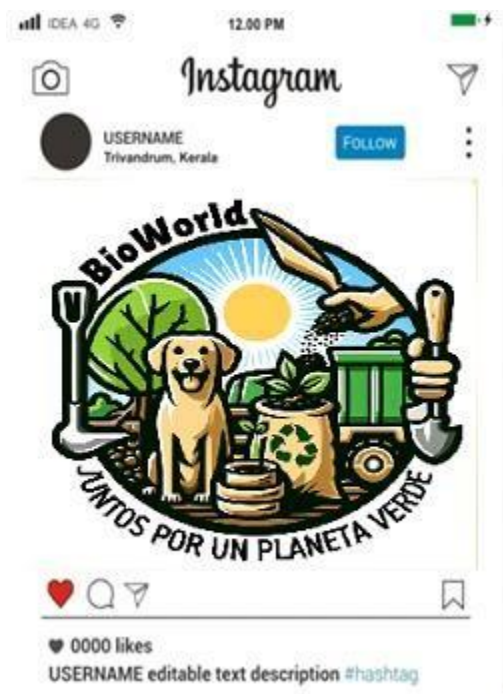 IDEA 4G 12.00 PM
Instagram
USERNAME
Trivandrum, Kerala
FOLLOW
BioWorld
JUNTOS POR UN PLANETA VERDE
0000 likes
USERNAME editable text description #hashtag